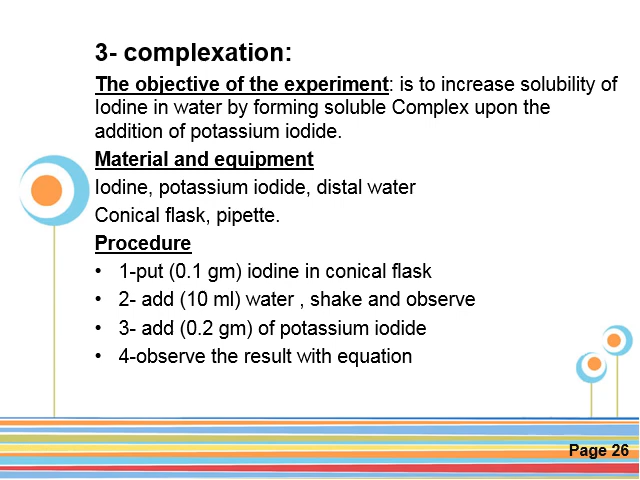 3- complexation:
The objective of the experiment: is to increase solubility of
Iodine in water by forming soluble Complex upon the
addition of potassium iodide.
Material and equipment
Iodine, potassium iodide, distal water
Conical flask, pipette.
Procedure
• 1-put (0.1 gm) iodine in conical flask
• 2- add (10 ml) water , shake and observe
• 3- add (0.2 gm) of potassium iodide
• 4-observe the result with equation
Page 26